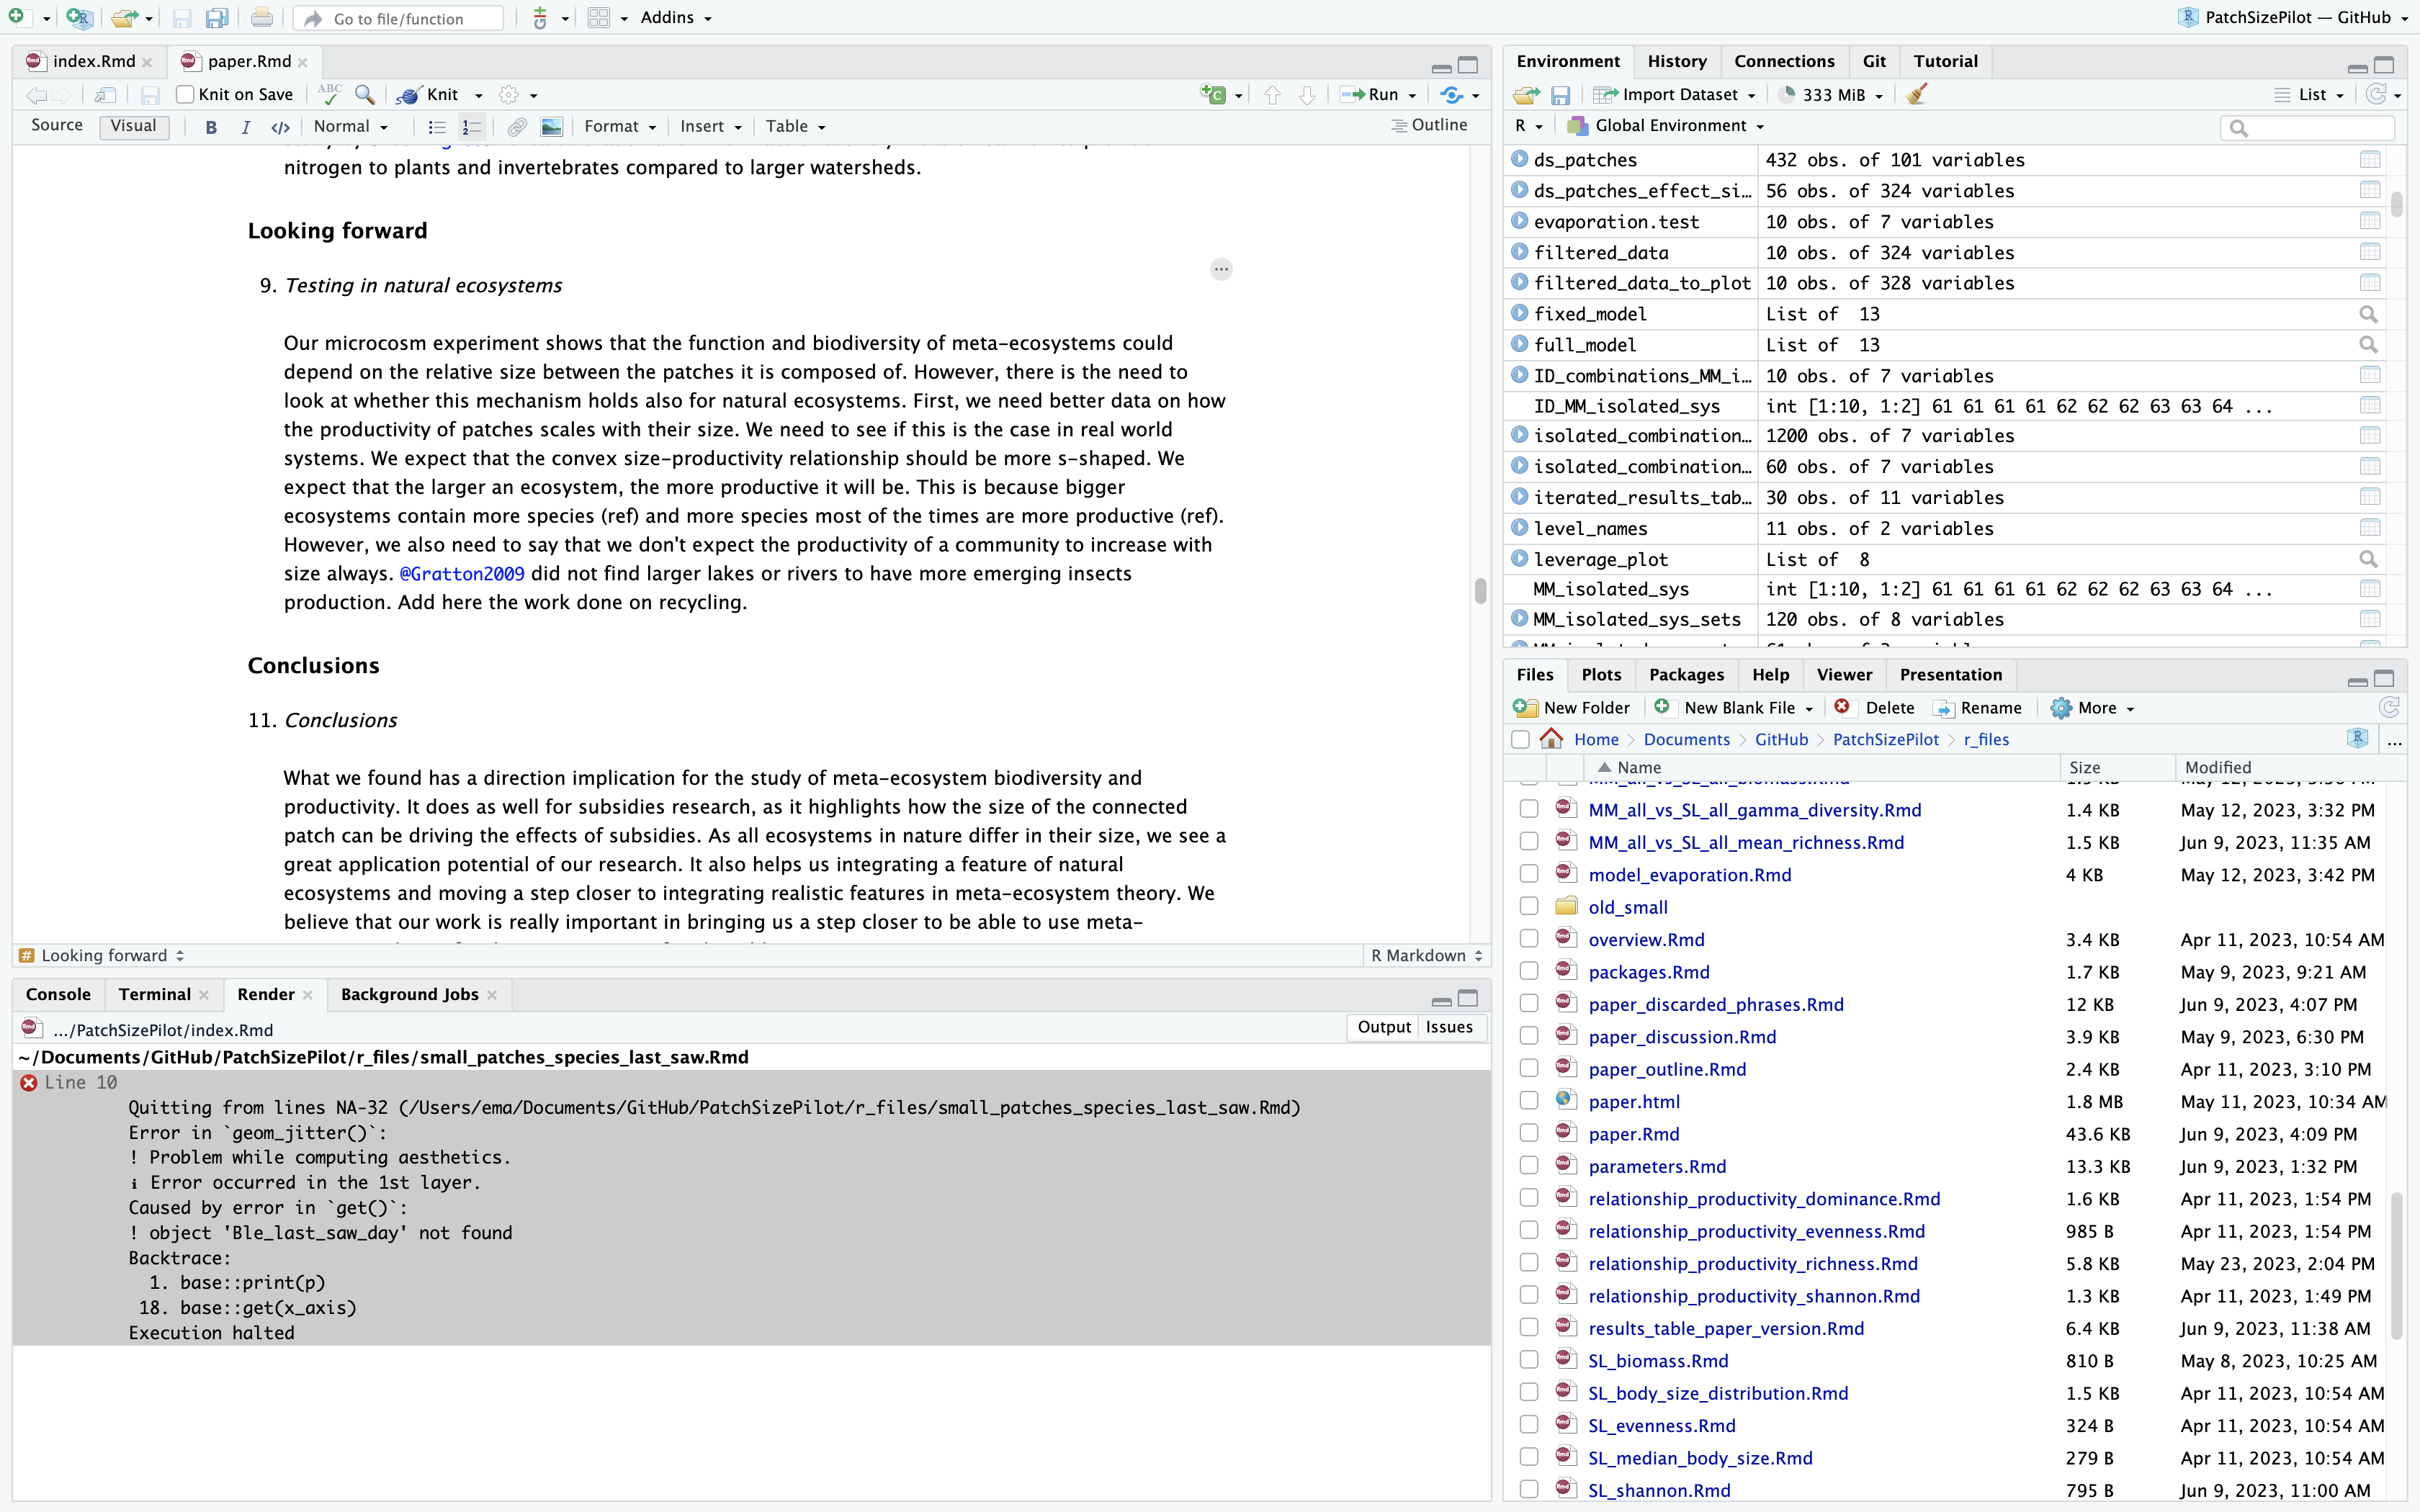 Go to file/function
Addins
PatchSizePilot — GitHub
index.Rmd
paper.Rmd
Knit on Save
ABC
Knit
Run
Source
Visual
B
I
</>
Normal
Format
Insert
Table
Outline
nitrogen to plants and invertebrates compared to larger watersheds.
Looking forward
9. Testing in natural ecosystems
Our microcosm experiment shows that the function and biodiversity of meta-ecosystems could
depend on the relative size between the patches it is composed of. However, there is the need to
look at whether this mechanism holds also for natural ecosystems. First, we need better data on how
the productivity of patches scales with their size. We need to see if this is the case in real world
systems. We expect that the convex size-productivity relationship should be more s-shaped. We
expect that the larger an ecosystem, the more productive it will be. This is because bigger
ecosystems contain more species (ref) and more species most of the times are more productive (ref).
However, we also need to say that we don't expect the productivity of a community to increase with
size always. @Gratton2009 did not find larger lakes or rivers to have more emerging insects
production. Add here the work done on recycling.
Conclusions
11. Conclusions
What we found has a direction implication for the study of meta-ecosystem biodiversity and
productivity. It does as well for subsidies research, as it highlights how the size of the connected
patch can be driving the effects of subsidies. As all ecosystems in nature differ in their size, we see a
great application potential of our research. It also helps us integrating a feature of natural
ecosystems and moving a step closer to integrating realistic features in meta-ecosystem theory. We
believe that our work is really important in bringing us a step closer to be able to use meta-
# Looking forward
R Markdown
Console
Terminal
Render
Background Jobs
.../PatchSizePilot/index.Rmd
Output
Issues
~/Documents/GitHub/PatchSizePilot/r_files/small_patches_species_last_saw.Rmd
Line 10
Quitting from lines NA-32 (/Users/ema/Documents/GitHub/PatchSizePilot/r_files/small_patches_species_last_saw.Rmd)
Error in `geom_jitter()`:
! Problem while computing aesthetics.
ℹ Error occurred in the 1st layer.
Caused by error in `get()`:
! object 'Ble_last_saw_day' not found
Backtrace:
1. base::print(p)
18. base::get(x_axis)
Execution halted
Environment
History
Connections
Git
Tutorial
Import Dataset
333 MiB
List
R
Global Environment
ds_patches 432 obs. of 101 variables
ds_patches_effect_si… 56 obs. of 324 variables
evaporation.test 10 obs. of 7 variables
filtered_data 10 obs. of 324 variables
filtered_data_to_plot 10 obs. of 328 variables
fixed_model List of 13
full_model List of 13
ID_combinations_MM_i… 10 obs. of 7 variables
ID_MM_isolated_sys int [1:10, 1:2] 61 61 61 61 62 62 62 63 63 64 ...
isolated_combination… 1200 obs. of 7 variables
isolated_combination… 60 obs. of 7 variables
iterated_results_tab… 30 obs. of 11 variables
level_names 11 obs. of 2 variables
leverage_plot List of 8
MM_isolated_sys int [1:10, 1:2] 61 61 61 61 62 62 62 63 63 64 ...
MM_isolated_sys_sets 120 obs. of 8 variables
Files
Plots
Packages
Help
Viewer
Presentation
New Folder
New Blank File
Delete
Rename
More
Home
Documents
GitHub
PatchSizePilot
r_files
...
Name Size Modified
MM_all_vs_SL_all_gamma_diversity.Rmd 1.4 KB May 12, 2023, 3:32 PM
MM_all_vs_SL_all_mean_richness.Rmd 1.5 KB Jun 9, 2023, 11:35 AM
model_evaporation.Rmd 4 KB May 12, 2023, 3:42 PM
old_small
overview.Rmd 3.4 KB Apr 11, 2023, 10:54 AM
packages.Rmd 1.7 KB May 9, 2023, 9:21 AM
paper_discarded_phrases.Rmd 12 KB Jun 9, 2023, 4:07 PM
paper_discussion.Rmd 3.9 KB May 9, 2023, 6:30 PM
paper_outline.Rmd 2.4 KB Apr 11, 2023, 3:10 PM
paper.html 1.8 MB May 11, 2023, 10:34 AM
paper.Rmd 43.6 KB Jun 9, 2023, 4:09 PM
parameters.Rmd 13.3 KB Jun 9, 2023, 1:32 PM
relationship_productivity_dominance.Rmd 1.6 KB Apr 11, 2023, 1:54 PM
relationship_productivity_evenness.Rmd 985 B Apr 11, 2023, 1:54 PM
relationship_productivity_richness.Rmd 5.8 KB May 23, 2023, 2:04 PM
relationship_productivity_shannon.Rmd 1.3 KB Apr 11, 2023, 1:49 PM
results_table_paper_version.Rmd 6.4 KB Jun 9, 2023, 11:38 AM
SL_biomass.Rmd 810 B May 8, 2023, 10:25 AM
SL_body_size_distribution.Rmd 1.5 KB Apr 11, 2023, 10:54 AM
SL_evenness.Rmd 324 B Apr 11, 2023, 10:54 AM
SL_median_body_size.Rmd 279 B Apr 11, 2023, 10:54 AM
SL_shannon.Rmd 795 B Jun 9, 2023, 11:00 AM